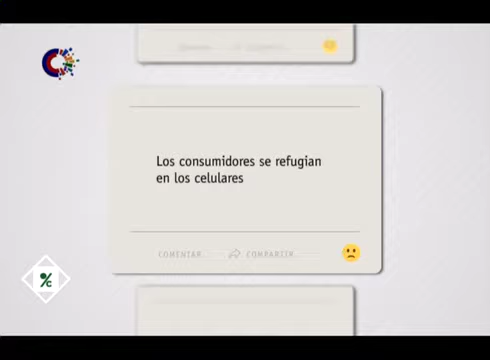 Los consumidores se refugian
en los celulares
COMENTAR COMPARTIR
%c